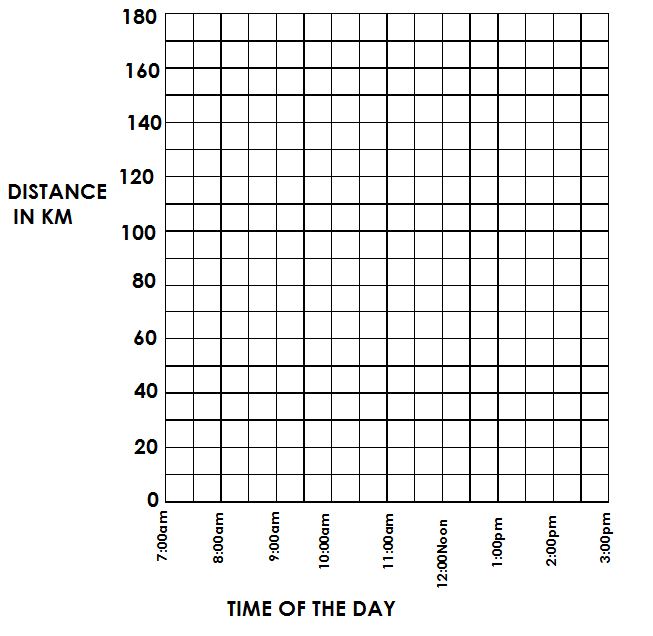 180
160
140
120
DISTANCE
IN KM
100
80
60
40
20
0
7:00am
8:00am
9:00am
10:00am
11:00am
12:00Noon
1:00pm
2:00pm
3:00pm
TIME OF THE DAY